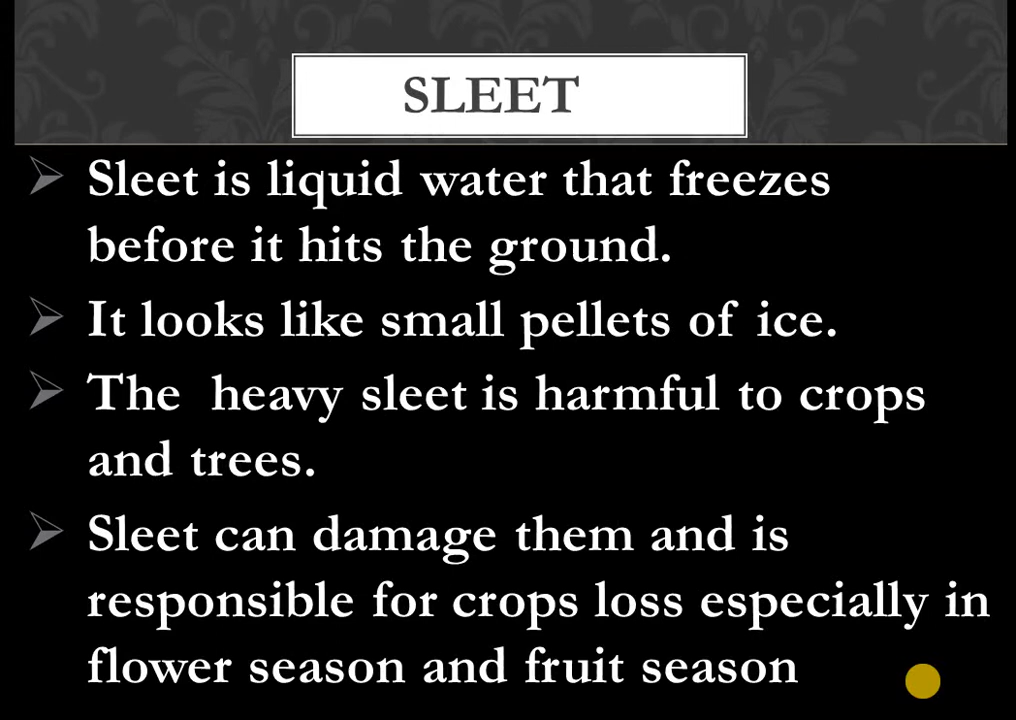 SLEET
Sleet is liquid water that freezes
before it hits the ground.
It looks like small pellets of ice.
The heavy sleet is harmful to crops
and trees.
Sleet can damage them and is
responsible for crops loss especially in
flower season and fruit season